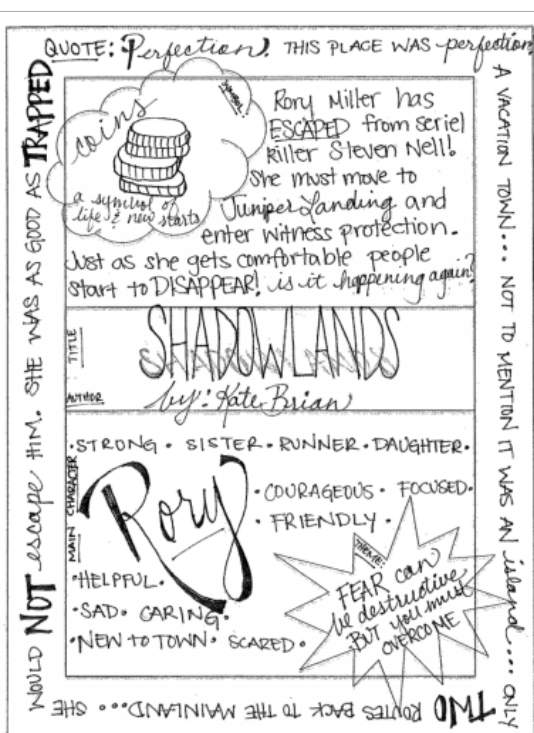 QUOTE: Perfection! THIS PLACE WAS perfection.
A VACATION TOWN... NOT TO MENTION IT WAS AN island... ONLY
TWO ROUTES BACK TO THE MAINLAND... SHE
WOULD NOT escape HIM. SHE WAS AS GOOD AS TRAPPED
SYMBOL:
coins
a symbol of
life & new starts
Rory Miller has
ESCAPED from seriel
killer Steven Nell!
She must move to
Juniper Landing and
enter witness protection.
Just as she gets comfortable people
start to DISAPPEAR! is it happening again?
TITLE
SHADOWLANDS
AUTHOR
by: Kate Brian
MAIN CHARACTER
•STRONG • SISTER • RUNNER • DAUGHTER•
Rory
•COURAGEOUS • FOCUSED•
•FRIENDLY•
•HELPFUL•
•SAD• CARING•
•NEW TO TOWN• SCARED•
THEME:
FEAR can
be destructive
BUT you must
OVERCOME